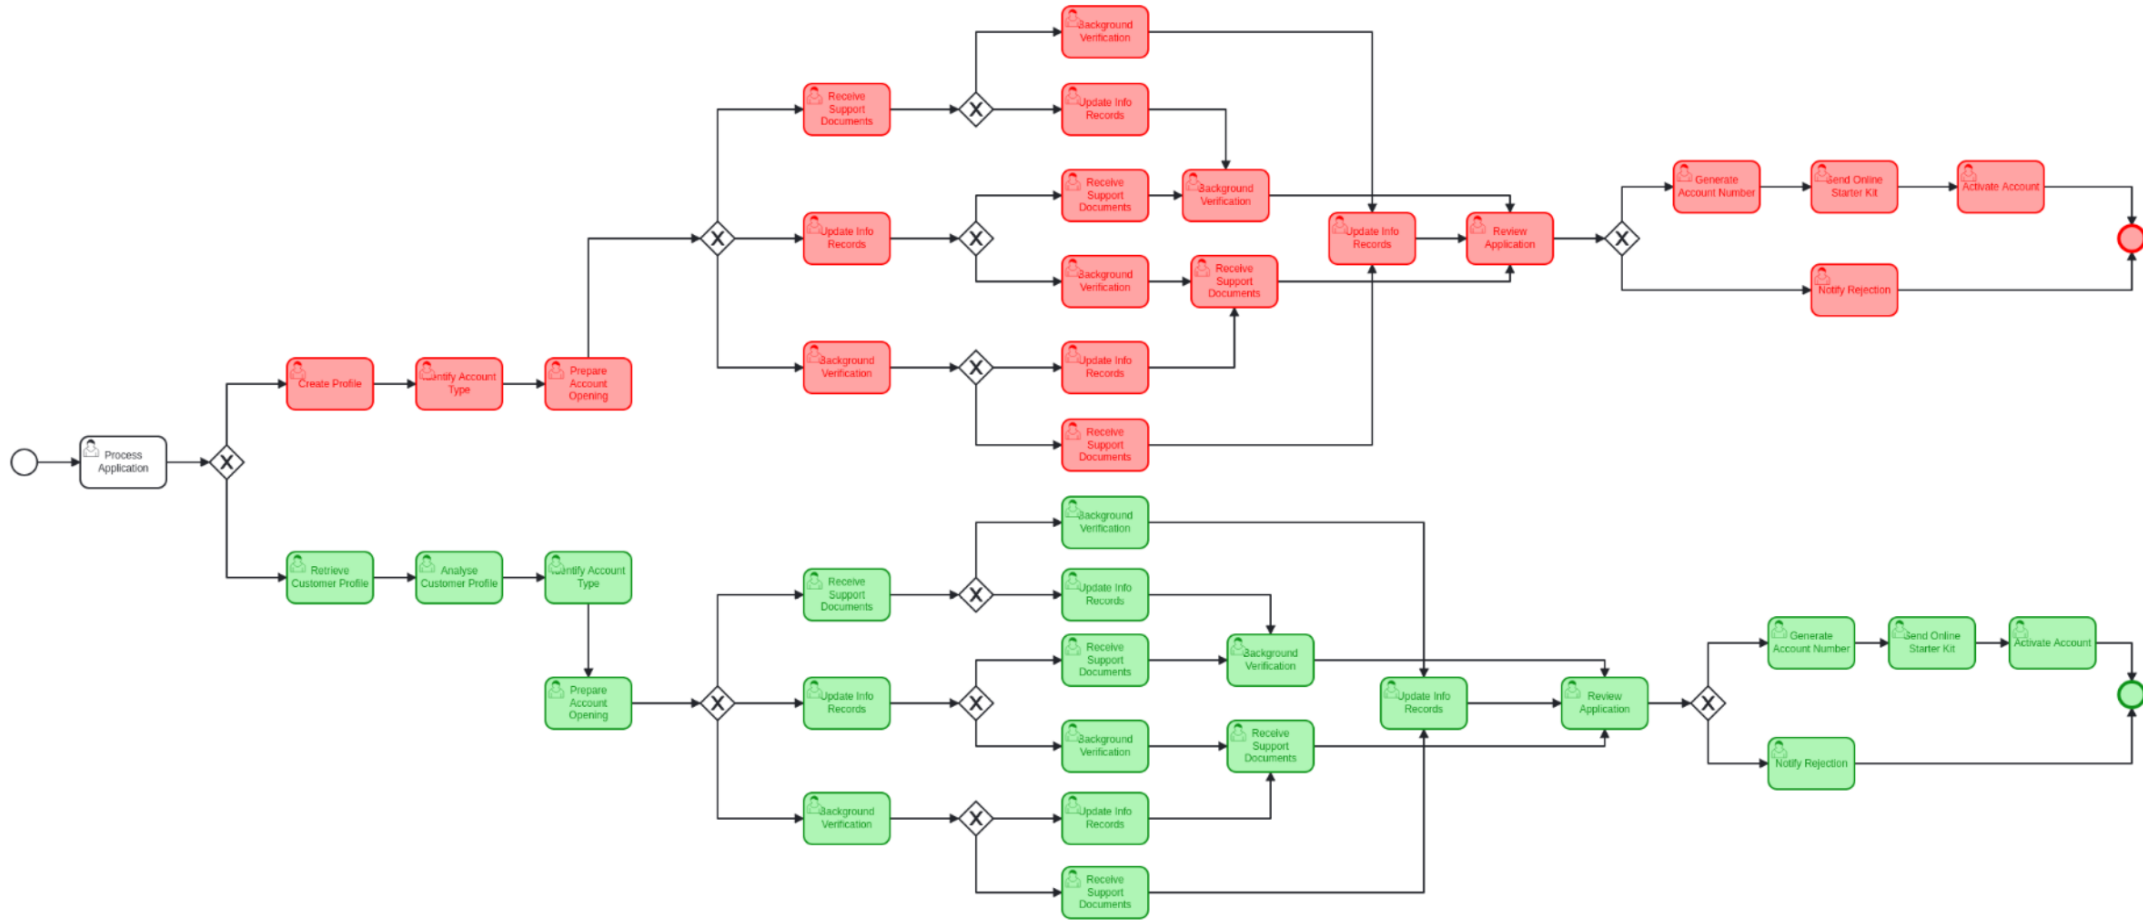 Background
Verification
Receive
Support
Documents
X
Update Info
Records
Receive
Support
Documents
Background
Verification
Generate
Account Number
Send Online
Starter Kit
Activate Account
X
Update Info
Records
X
Update Info
Records
Review
Application
X
Background
Verification
Receive
Support
Documents
Notify Rejection
Create Profile
Identify Account
Type
Prepare
Account
Opening
Background
Verification
X
Update Info
Records
Receive
Support
Documents
Process
Application
X
Background
Verification
Retrieve
Customer Profile
Analyse
Customer Profile
Identify Account
Type
Receive
Support
Documents
X
Update Info
Records
Receive
Support
Documents
Background
Verification
Generate
Account Number
Send Online
Starter Kit
Activate Account
Prepare
Account
Opening
X
Update Info
Records
X
Update Info
Records
Review
Application
X
Background
Verification
Receive
Support
Documents
Notify Rejection
Background
Verification
X
Update Info
Records
Receive
Support
Documents